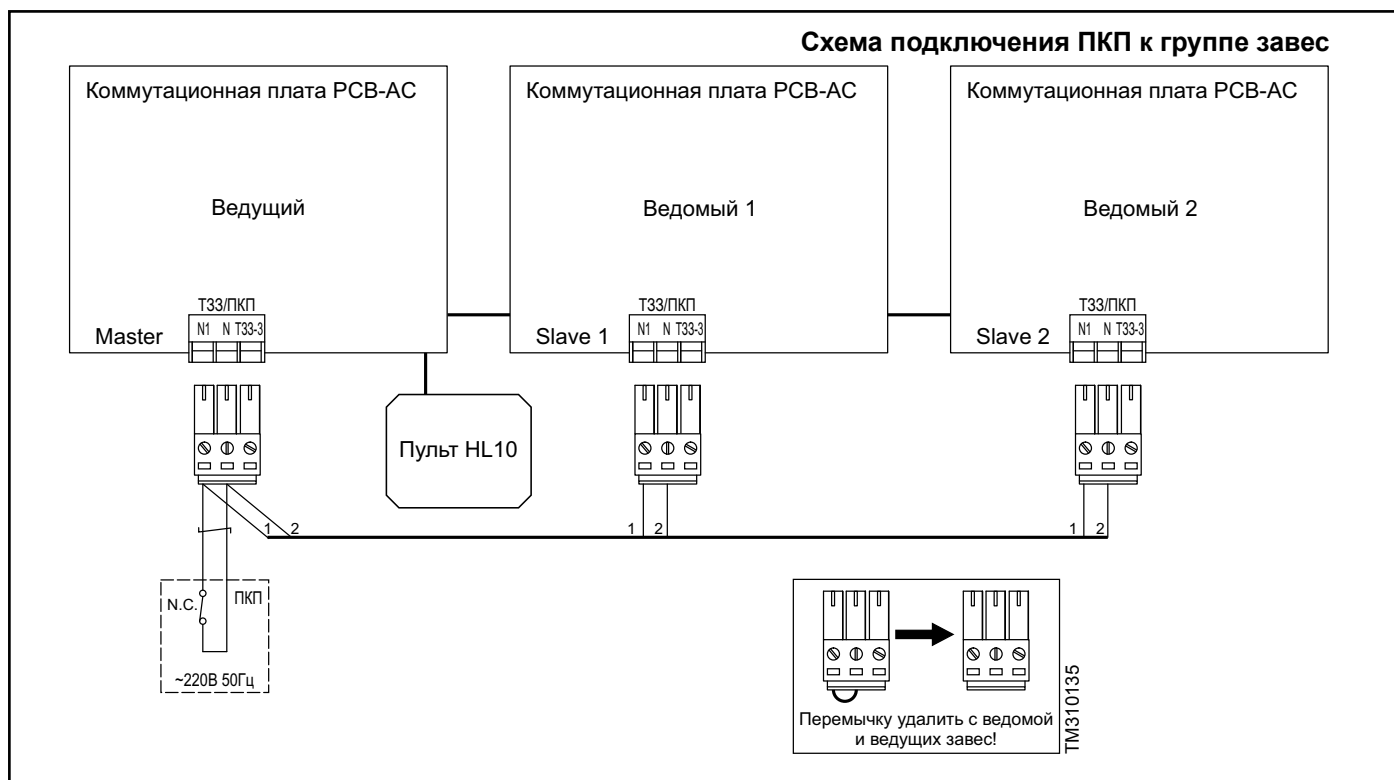 Схема подключения ПКП к группе завес
Коммутационная плата PCB-AC
Коммутационная плата PCB-AC
Коммутационная плата PCB-AC
Ведущий
Ведомый 1
Ведомый 2
ТЗЗ/ПКП
ТЗЗ/ПКП
ТЗЗ/ПКП
Master
N1 N ТЗЗ-3
Slave 1
N1 N ТЗЗ-3
Slave 2
N1 N ТЗЗ-3
Пульт HL10
1 2
1 2
1 2
N.C.
ПКП
~220В 50Гц
Перемычку удалить с ведомой
и ведущих завес!
TM310135